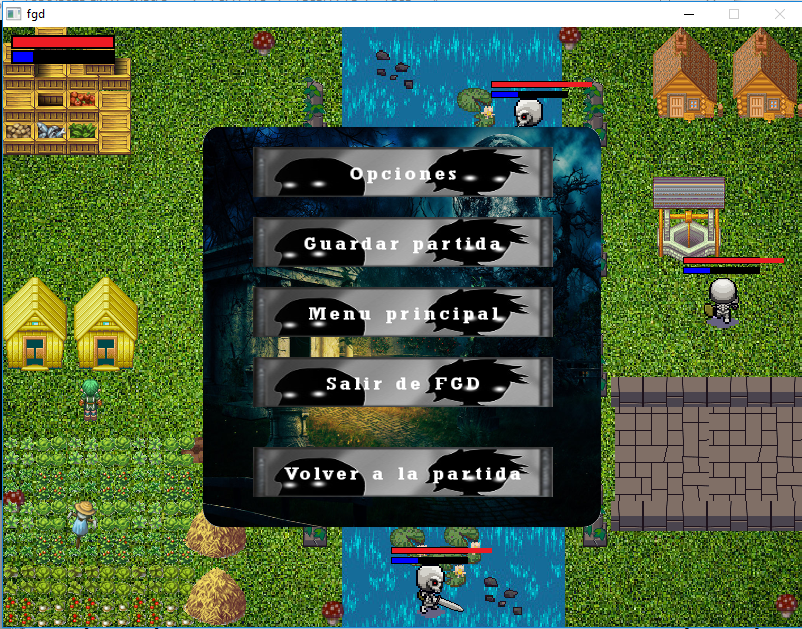 fgd
Opciones
Guardar partida
Menu principal
Salir de FGD
Volver a la partida